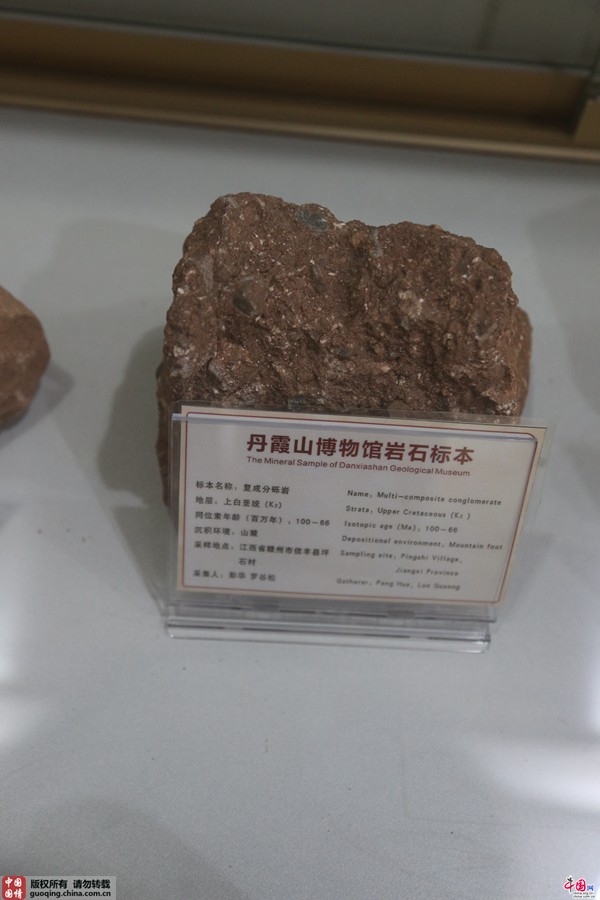 丹霞山博物馆岩石标本
The Mineral Sample of Danxiashan Geological Museum
标本名称：复成分砾岩
地层：上白垩统（K₂）
同位素年龄（百万年）：100—66
沉积环境：山麓
采样地点：江西省赣州市信丰县坪
石村
采集人：彭华 罗谷松
Name: Multi—composite conglomerate
Strata: Upper Cretaceous (K₂ )
Isotopic age (Ma): 100—66
Depositional environment: Mountain foot
Sampling site: Pingshi Village,
Jiangxi Province
Gatherer: Pang Hua, Luo Gusong
中国国情
版权所有 请勿转载
guoqing.china.com.cn
中国网
china.com.cn